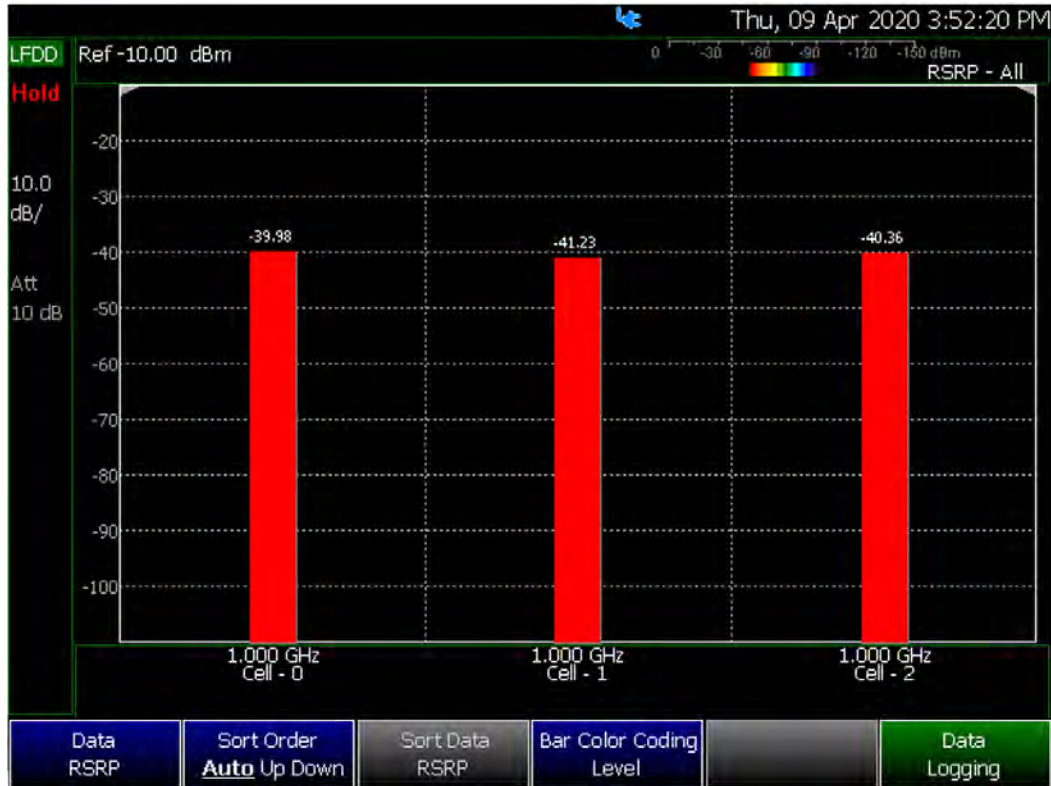 Thu, 09 Apr 2020 3:52:20 PM
LFDD
Ref -10.00 dBm
0 -30 -60 -90 -120 -150 dBm
RSRP - All
Hold
10.0
dB/
Att
10 dB
-20
-30
-40
-50
-60
-70
-80
-90
-100
-39.98
-41.23
-40.36
1.000 GHz
Cell - 0
1.000 GHz
Cell - 1
1.000 GHz
Cell - 2
Data
RSRP
Sort Order
Auto Up Down
Sort Data
RSRP
Bar Color Coding
Level
Data
Logging